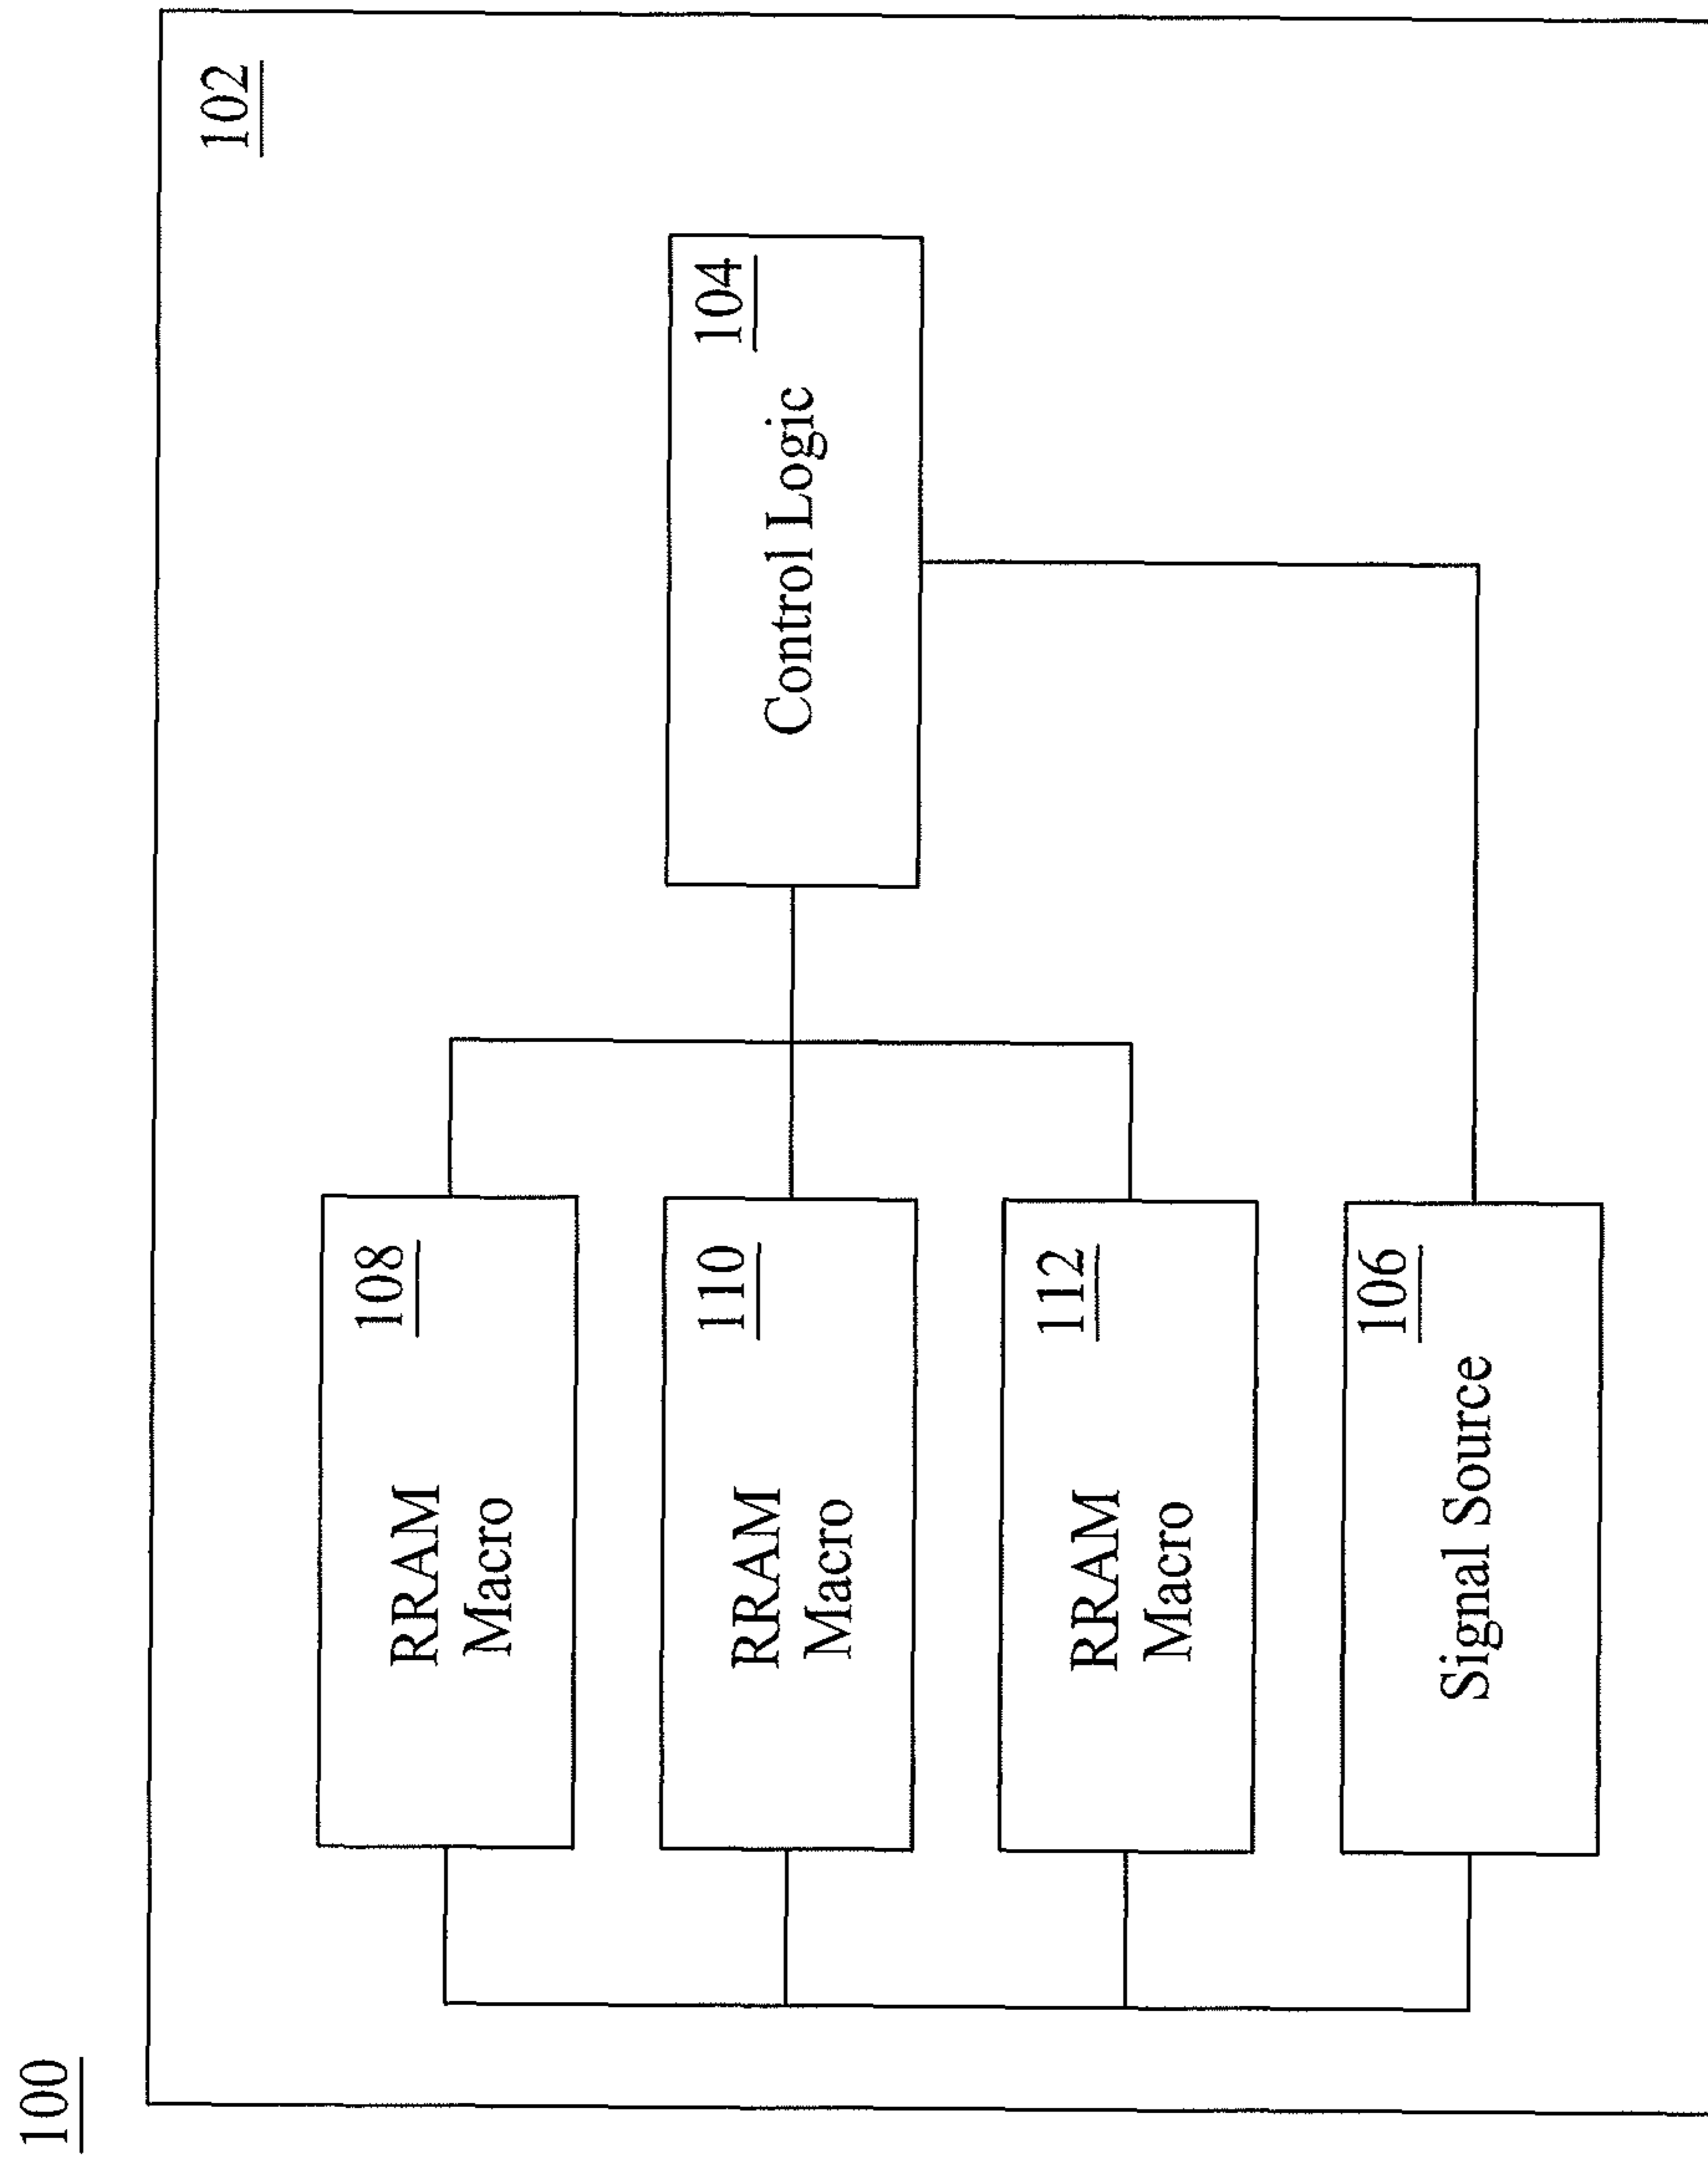 100
102
108
RRAM
Macro
110
RRAM
Macro
104
Control Logic
112
RRAM
Macro
106
Signal Source